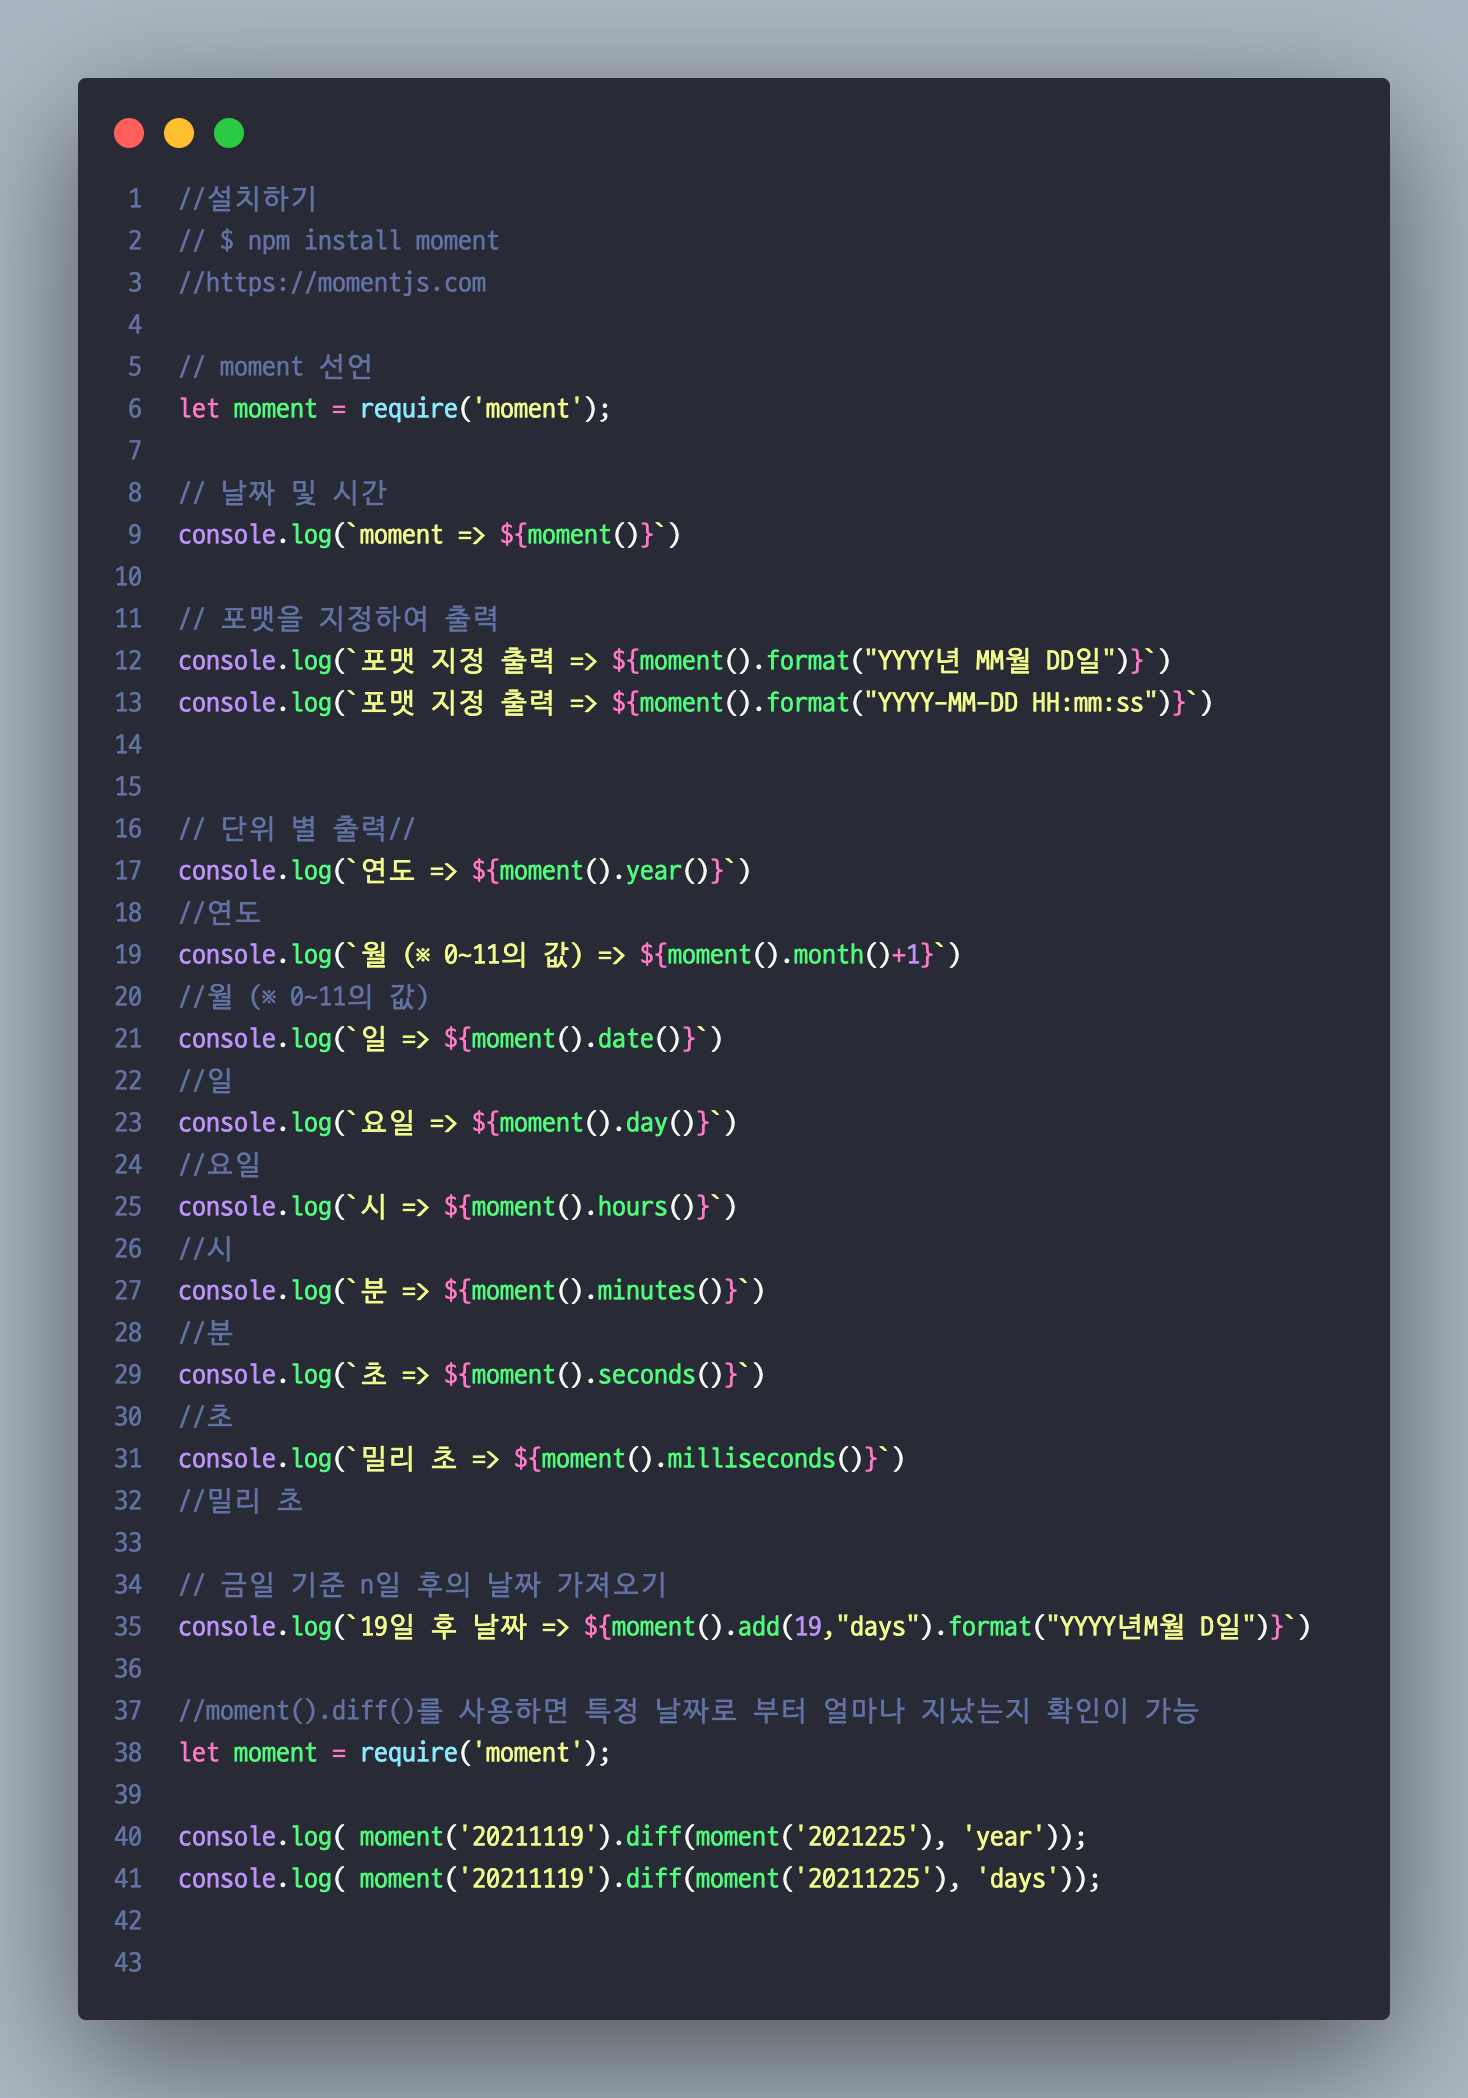 1 //설치하기
2 // $ npm install moment
3 //https://momentjs.com
4
5 // moment 선언
6 let moment = require('moment');
7
8 // 날짜 및 시간
9 console.log(`moment => ${moment()}`)
10
11 // 포맷을 지정하여 출력
12 console.log(`포맷 지정 출력 => ${moment().format("YYYY년 MM월 DD일")}`)
13 console.log(`포맷 지정 출력 => ${moment().format("YYYY-MM-DD HH:mm:ss")}`)
14
15
16 // 단위 별 출력//
17 console.log(`연도 => ${moment().year()}`)
18 //연도
19 console.log(`월 (※ 0~11의 값) => ${moment().month()+1}`)
20 //월 (※ 0~11의 값)
21 console.log(`일 => ${moment().date()}`)
22 //일
23 console.log(`요일 => ${moment().day()}`)
24 //요일
25 console.log(`시 => ${moment().hours()}`)
26 //시
27 console.log(`분 => ${moment().minutes()}`)
28 //분
29 console.log(`초 => ${moment().seconds()}`)
30 //초
31 console.log(`밀리 초 => ${moment().milliseconds()}`)
32 //밀리 초
33
34 // 금일 기준 n일 후의 날짜 가져오기
35 console.log(`19일 후 날짜 => ${moment().add(19,"days").format("YYYY년M월 D일")}`)
36
37 //moment().diff()를 사용하면 특정 날짜로 부터 얼마나 지났는지 확인이 가능
38 let moment = require('moment');
39
40 console.log( moment('20211119').diff(moment('2021225'), 'year'));
41 console.log( moment('20211119').diff(moment('20211225'), 'days'));
42
43